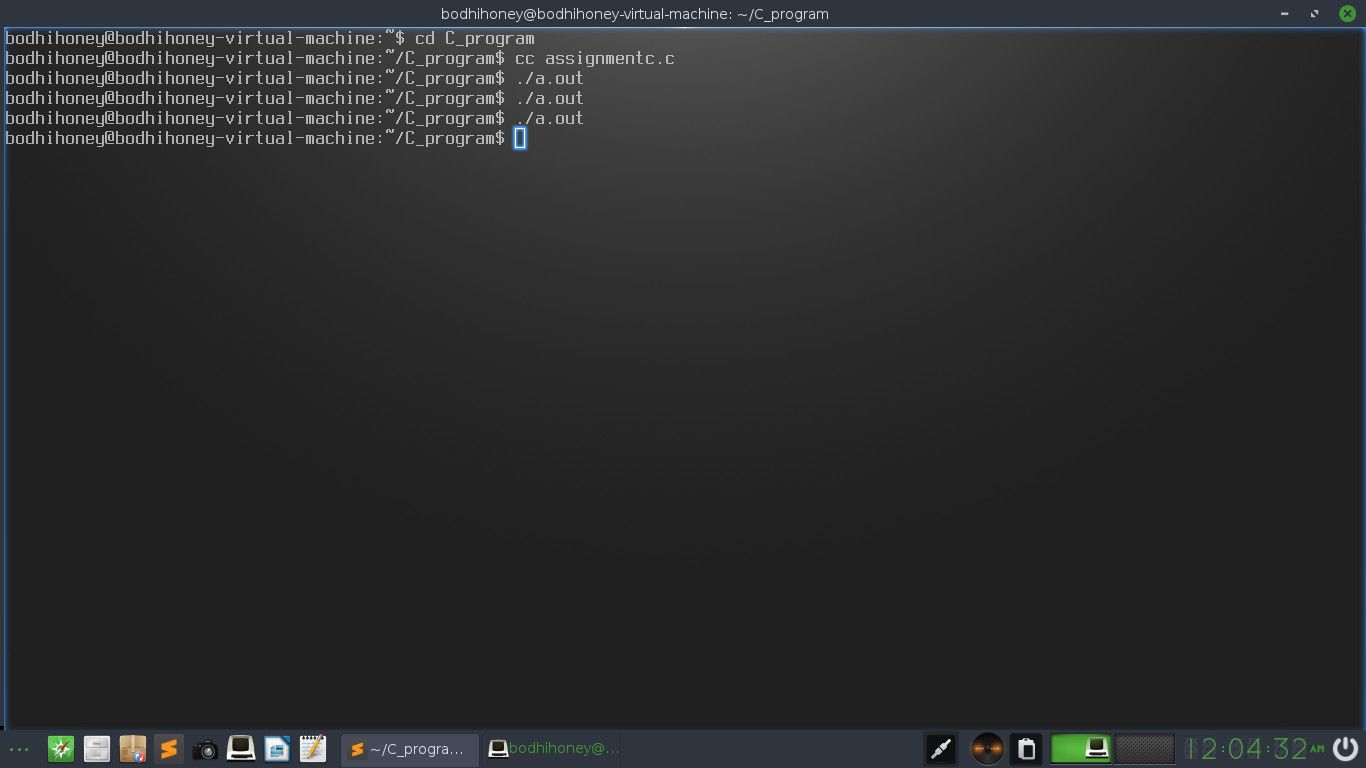 bodhihoney@bodhihoney-virtual-machine: ~/C_program
bodhihoney@bodhihoney-virtual-machine:~$ cd C_program
bodhihoney@bodhihoney-virtual-machine:~/C_program$ cc assignmentc.c
bodhihoney@bodhihoney-virtual-machine:~/C_program$ ./a.out
bodhihoney@bodhihoney-virtual-machine:~/C_program$ ./a.out
bodhihoney@bodhihoney-virtual-machine:~/C_program$ ./a.out
bodhihoney@bodhihoney-virtual-machine:~/C_program$
~/C_progra... bodhihoney@... 12:04:32 AM